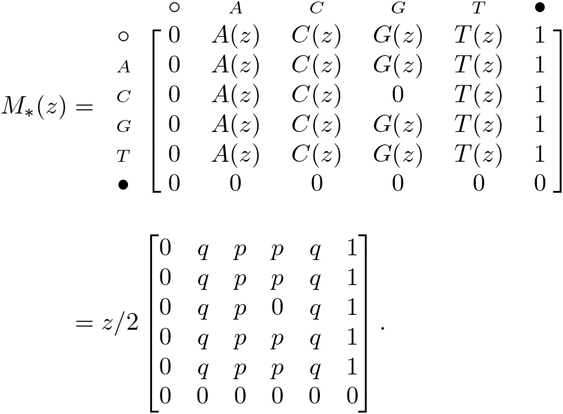 ○ A C G T ●
○ 0 A(z) C(z) G(z) T(z) 1
A 0 A(z) C(z) G(z) T(z) 1
M∗(z) = C 0 A(z) C(z) 0 T(z) 1
G 0 A(z) C(z) G(z) T(z) 1
T 0 A(z) C(z) G(z) T(z) 1
● 0 0 0 0 0 0
0 q p p q 1
0 q p p q 1
0 q p 0 q 1
= z/2 0 q p p q 1 .
0 q p p q 1
0 0 0 0 0 0